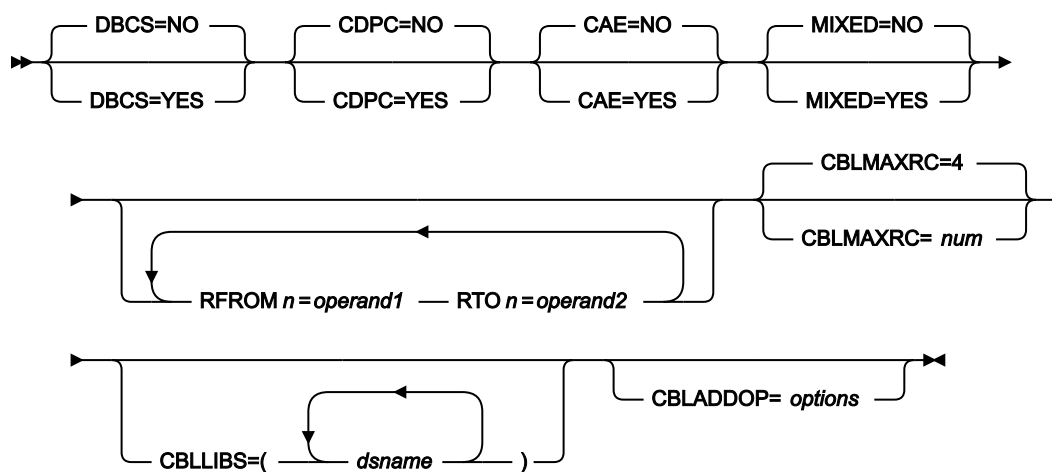 DBCS=NO CDPC=NO CAE=NO MIXED=NO
DBCS=YES CDPC=YES CAE=YES MIXED=YES
CBLMAXRC=4
CBLMAXRC= num
RFROM n=operand1 RTO n=operand2
CBLADDOP= options
CBLLIBS=( dsname )